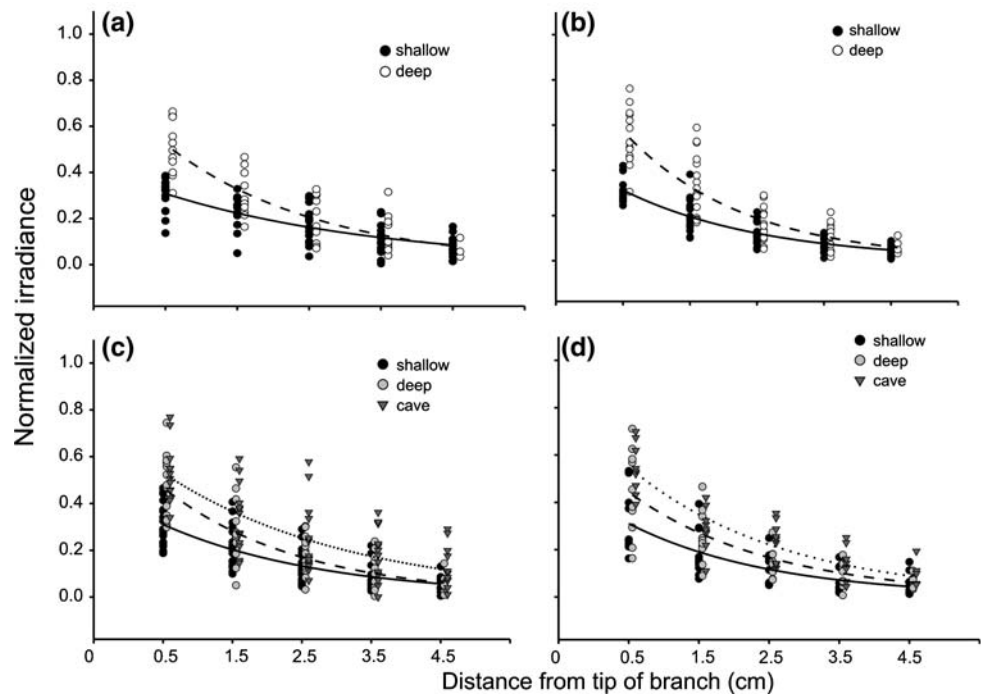 (a)
shallow
deep
(b)
shallow
deep
1.0
0.8
0.6
0.4
0.2
0.0
(c)
shallow
deep
cave
(d)
shallow
deep
cave
1.0
0.8
0.6
0.4
0.2
0.0
Normalized irradiance
0 0.5 1.5 2.5 3.5 4.5
0 0.5 1.5 2.5 3.5 4.5
Distance from tip of branch (cm)